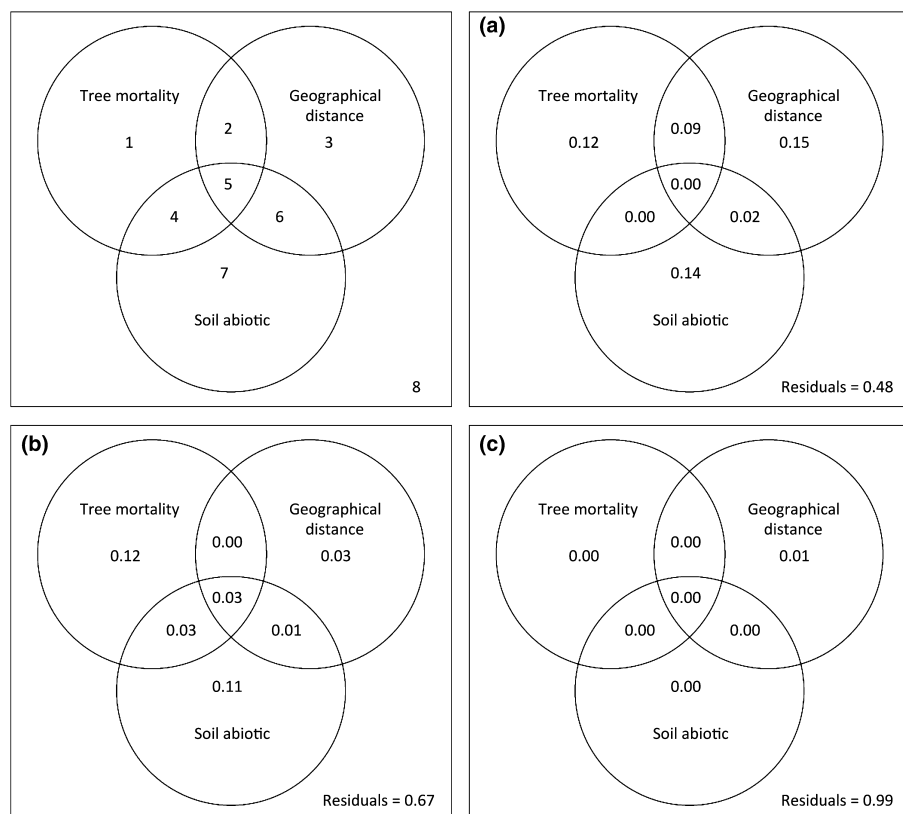 Tree mortality
Geographical
distance
1
2
3
5
4
6
7
Soil abiotic
8
(a)
Tree mortality
Geographical
distance
0.12
0.09
0.15
0.00
0.00
0.02
0.14
Soil abiotic
Residuals = 0.48
(b)
Tree mortality
Geographical
distance
0.12
0.00
0.03
0.03
0.03
0.01
0.11
Soil abiotic
Residuals = 0.67
(c)
Tree mortality
Geographical
distance
0.00
0.00
0.01
0.00
0.00
0.00
0.00
Soil abiotic
Residuals = 0.99